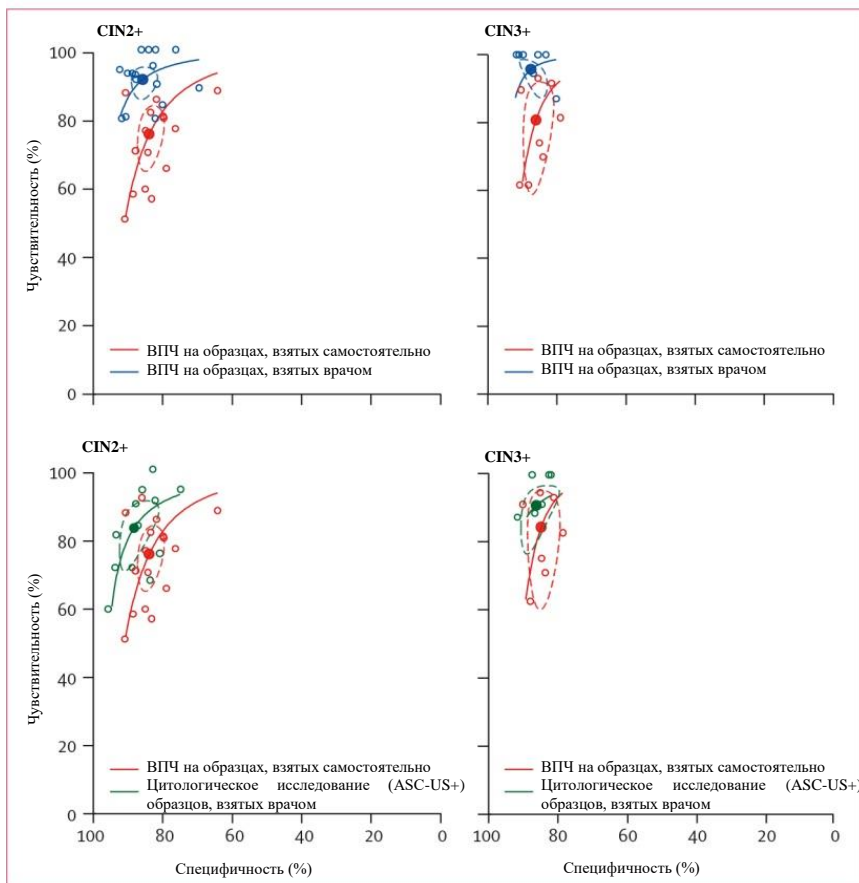 CIN2+
CIN3+
Чувствительность (%)
100
80
60
40
20
0
ВПЧ на образцах, взятых самостоятельно
ВПЧ на образцах, взятых врачом
100 80 60 40 20 0
ВПЧ на образцах, взятых самостоятельно
ВПЧ на образцах, взятых врачом
CIN2+
CIN3+
Чувствительность (%)
100
80
60
40
20
0
ВПЧ на образцах, взятых самостоятельно
Цитологическое исследование (ASC-US+)
образцов, взятых врачом
100 80 60 40 20 0
Специфичность (%)
ВПЧ на образцах, взятых самостоятельно
Цитологическое исследование (ASC-US+)
образцов, взятых врачом
100 80 60 40 20 0
Специфичность (%)